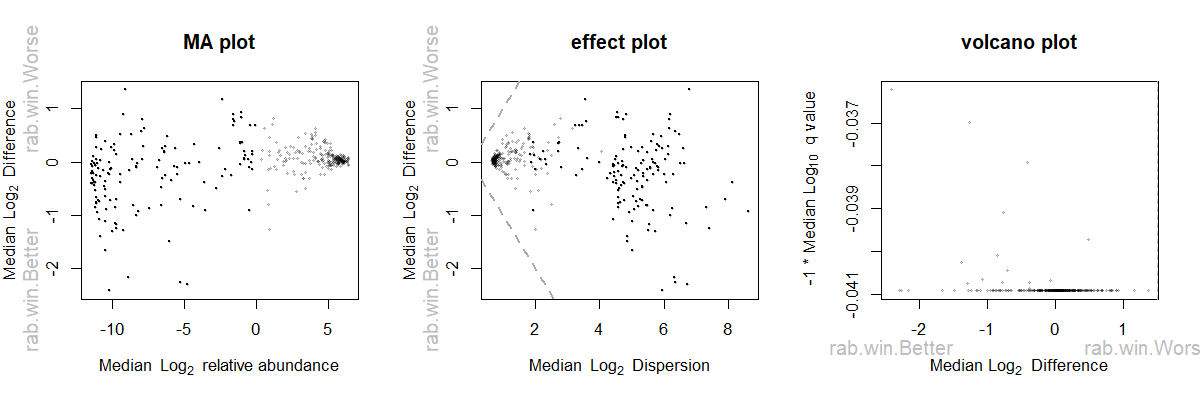 MA plot
rab.win.Worse
Median Log2 Difference
rab.win.Better
1
0
-1
-2
-10
-5
0
5
Median Log2 relative abundance
effect plot
rab.win.Worse
Median Log2 Difference
rab.win.Better
1
0
-1
-2
2
4
6
8
Median Log2 Dispersion
volcano plot
-1 * Median Log10 q value
-0.037
-0.039
-0.041
-2
-1
0
1
rab.win.Better
rab.win.Wors
Median Log2 Difference